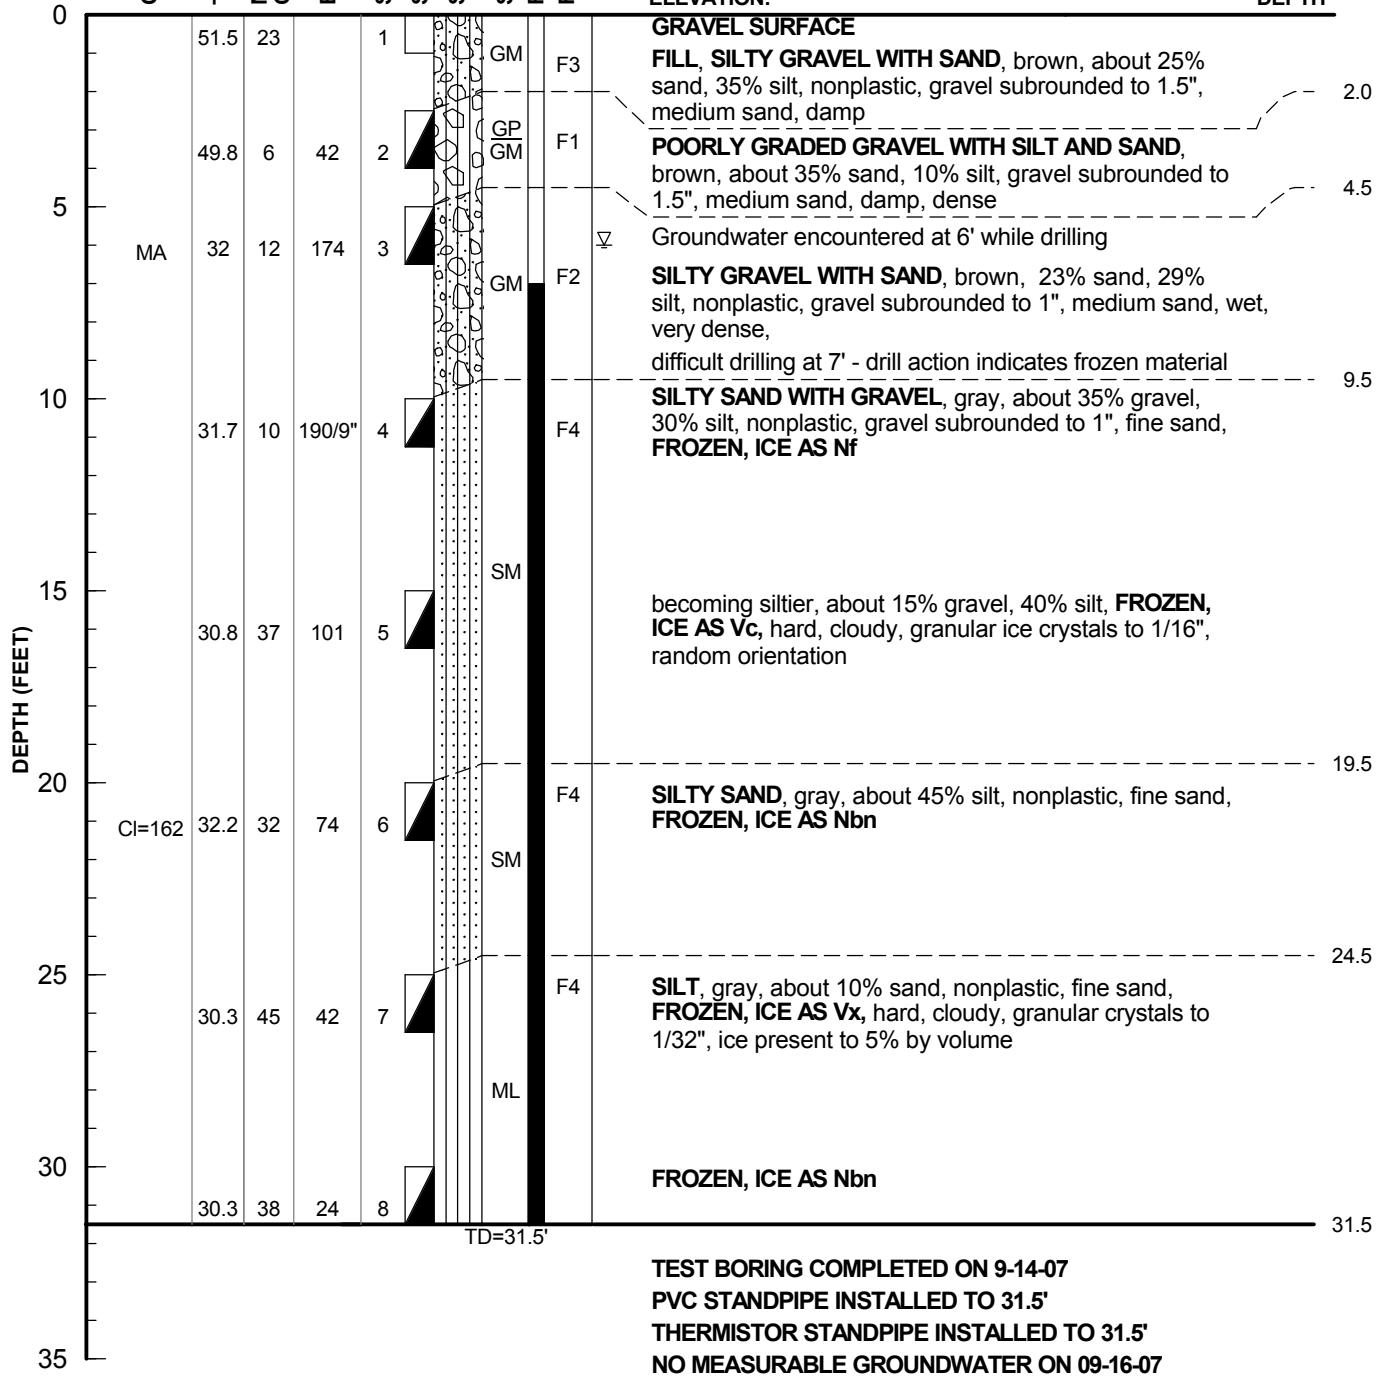 ELEVATION:
DEPTH
0
51.5 23 1 GM F3
GRAVEL SURFACE
FILL, SILTY GRAVEL WITH SAND, brown, about 25%
sand, 35% silt, nonplastic, gravel subrounded to 1.5",
medium sand, damp
2.0
49.8 6 42 2 GP GM F1
POORLY GRADED GRAVEL WITH SILT AND SAND,
brown, about 35% sand, 10% silt, gravel subrounded to
1.5", medium sand, damp, dense
4.5
5
MA 32 12 174 3 GM F2
Groundwater encountered at 6' while drilling
SILTY GRAVEL WITH SAND, brown, 23% sand, 29%
silt, nonplastic, gravel subrounded to 1", medium sand, wet,
very dense,
difficult drilling at 7' - drill action indicates frozen material
9.5
10
31.7 10 190/9" 4 F4
SILTY SAND WITH GRAVEL, gray, about 35% gravel,
30% silt, nonplastic, gravel subrounded to 1", fine sand,
FROZEN, ICE AS Nf
SM
15
30.8 37 101 5
becoming siltier, about 15% gravel, 40% silt, FROZEN,
ICE AS Vc, hard, cloudy, granular ice crystals to 1/16",
random orientation
DEPTH (FEET)
19.5
20
Cl=162 32.2 32 74 6 SM F4
SILTY SAND, gray, about 45% silt, nonplastic, fine sand,
FROZEN, ICE AS Nbn
24.5
25
30.3 45 42 7 F4
SILT, gray, about 10% sand, nonplastic, fine sand,
FROZEN, ICE AS Vx, hard, cloudy, granular crystals to
1/32", ice present to 5% by volume
ML
30
30.3 38 24 8
FROZEN, ICE AS Nbn
31.5
TD=31.5'
TEST BORING COMPLETED ON 9-14-07
PVC STANDPIPE INSTALLED TO 31.5'
THERMISTOR STANDPIPE INSTALLED TO 31.5'
35
NO MEASURABLE GROUNDWATER ON 09-16-07